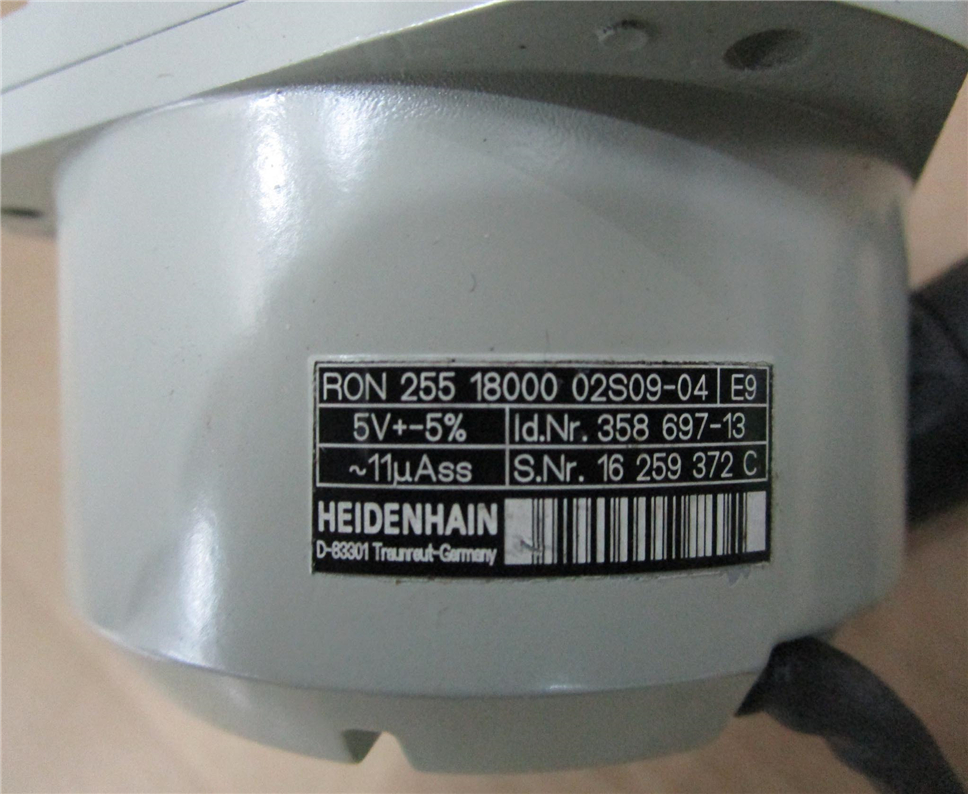 RON 255 18000 02S09-04 E9
5V+-5% Id.Nr. 358 697-13
~11µAss S.Nr. 16 259 372 C
HEIDENHAIN
D-83301 Traunreut-Germany